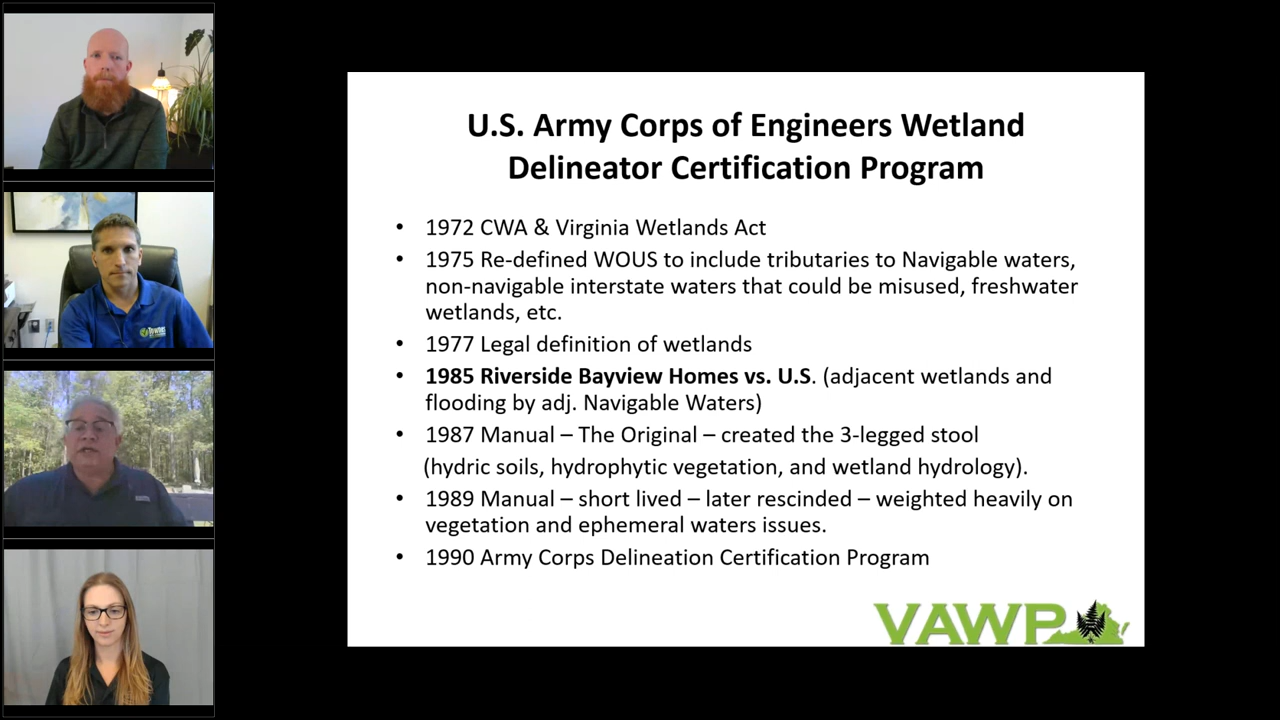 U.S. Army Corps of Engineers Wetland
Delineator Certification Program
• 1972 CWA & Virginia Wetlands Act
• 1975 Re-defined WOUS to include tributaries to Navigable waters,
non-navigable interstate waters that could be misused, freshwater
wetlands, etc.
• 1977 Legal definition of wetlands
• 1985 Riverside Bayview Homes vs. U.S. (adjacent wetlands and
flooding by adj. Navigable Waters)
• 1987 Manual – The Original – created the 3-legged stool
(hydric soils, hydrophytic vegetation, and wetland hydrology).
• 1989 Manual – short lived – later rescinded – weighted heavily on
vegetation and ephemeral waters issues.
• 1990 Army Corps Delineation Certification Program
VAWP